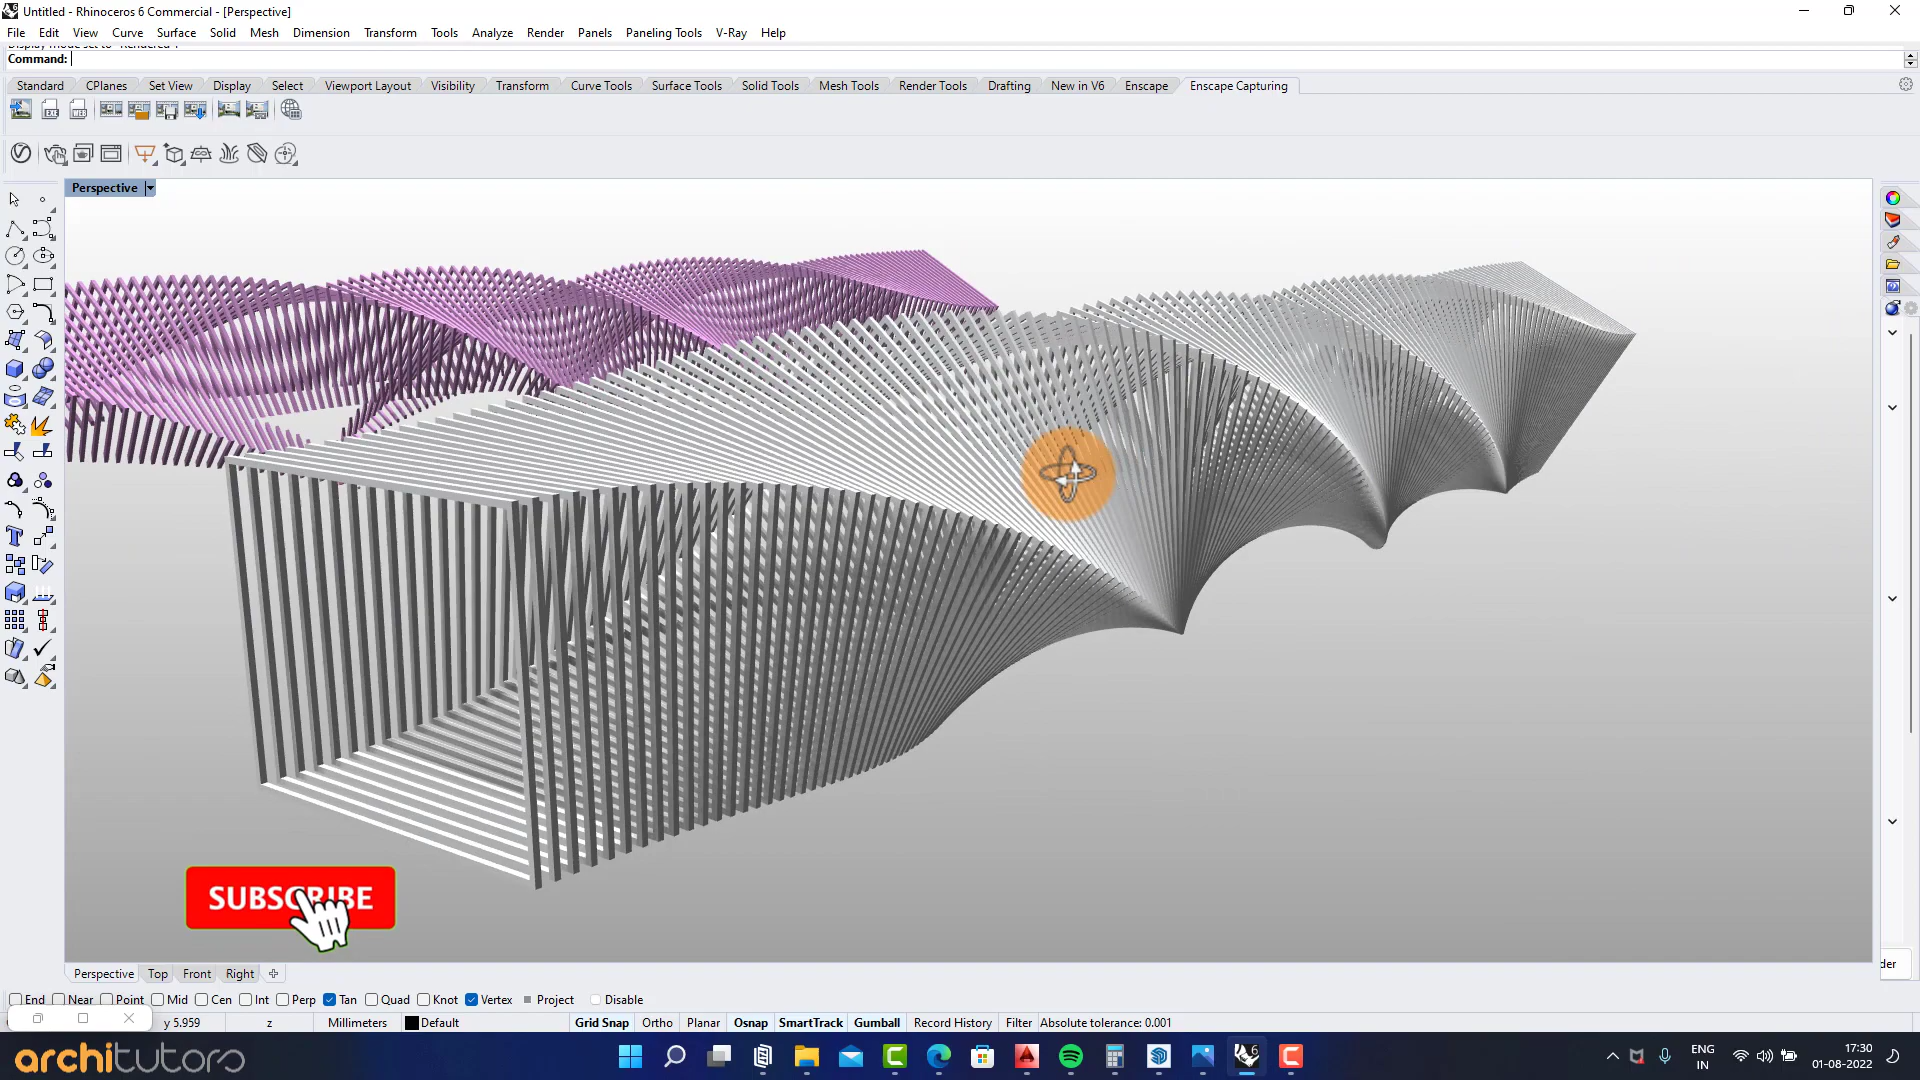 Untitled - Rhinoceros 6 Commercial - [Perspective]
File Edit View Curve Surface Solid Mesh Dimension Transform Tools Analyze Render Panels Paneling Tools V-Ray Help
Display mode set to "Rendered".
Command:
Standard CPlanes Set View Display Select Viewport Layout Visibility Transform Curve Tools Surface Tools Solid Tools Mesh Tools Render Tools Drafting New in V6 Enscape Enscape Capturing
Perspective
SUBSCRIBE
Perspective Top Front Right
der
End Near Point Mid Cen Int Perp Tan Quad Knot Vertex Project Disable
y 5.959 z Millimeters Default Grid Snap Ortho Planar Osnap SmartTrack Gumball Record History Filter Absolute tolerance: 0.001
architutors
ENG
IN
17:30
01-08-2022